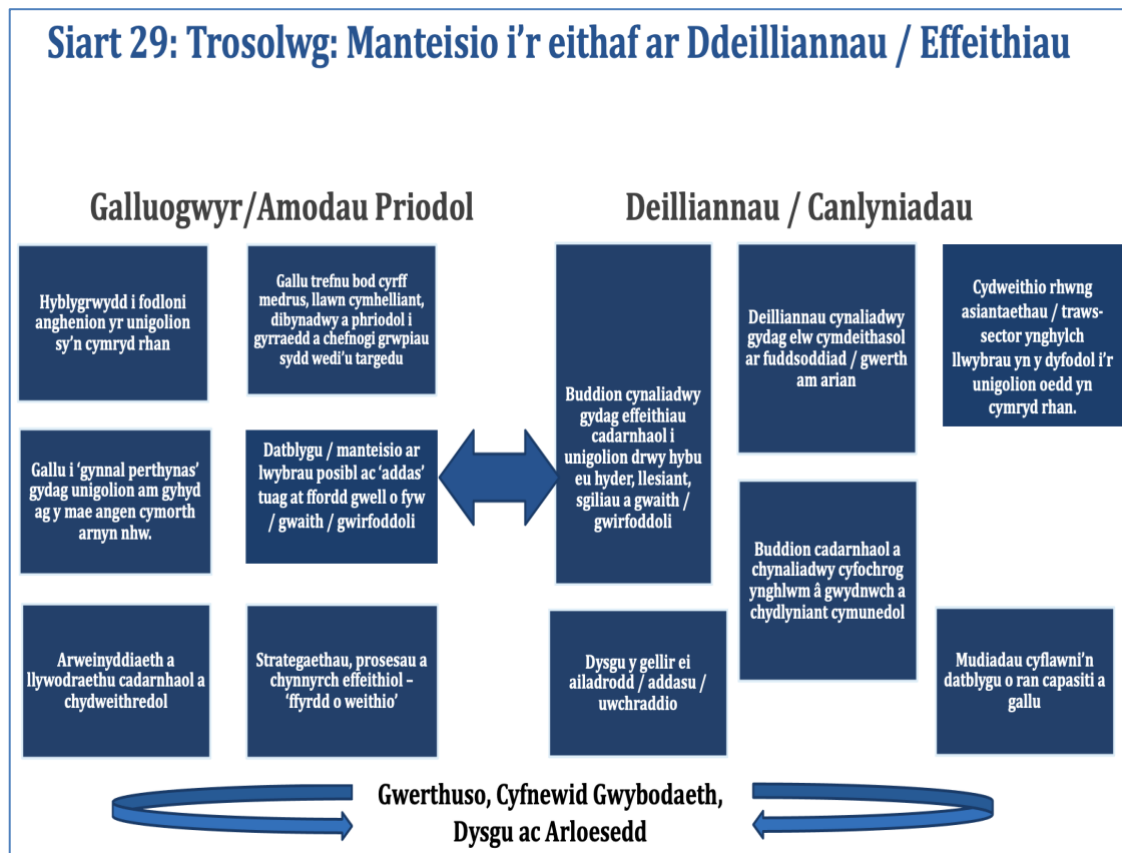 Siart 29: Trosolwg: Manteisio i'r eithaf ar Ddeilliannau / Effeithiau
Galluogwyr/Amodau Priodol
Hyblygrwydd i fodloni
anghenion yr unigolion
sy'n cymryd rhan
Gallu trefnu bod cyrff
medrus, llawn cymhelliant,
dibynadwy a phriodol i
gyrraedd a chefnogi grwpiau
sydd wedi'u targedu
Gallu i 'gynnal perthynas'
gydag unigolion am gyhyd
ag y mae angen cymorth
arnyn nhw.
Datblygu / manteisio ar
lwybrau posibl ac 'addas'
tuag at ffordd gwell o fyw
/ gwaith / gwirfoddoli
Arweinyddiaeth a
llywodraethu cadarnhaol a
chydweithredol
Strategaethau, prosesau a
chynnyrch effeithiol –
'ffyrdd o weithio'
Deilliannau / Canlyniadau
Buddion cynaliadwy
gydag effeithiau
cadarnhaol i
unigolion drwy hybu
eu hyder, llesiant,
sgiliau a gwaith /
gwirfoddoli
Deilliannau cynaliadwy
gydag elw cymdeithasol
ar fuddsoddiad / gwerth
am arian
Cydweithio rhwng
asiantaethau / traws-
sector ynghylch
llwybrau yn y dyfodol i'r
unigolion oedd yn
cymryd rhan.
Buddion cadarnhaol a
chynaliadwy cyfochrog
ynghlwm â gwydnwch a
chydlyniant cymunedol
Dysgu y gellir ei
ailadrodd / addasu /
uwchraddio
Mudiadau cyflawni'n
datblygu o ran capasiti a
gallu
Gwerthuso, Cyfnewid Gwybodaeth,
Dysgu ac Arloesedd